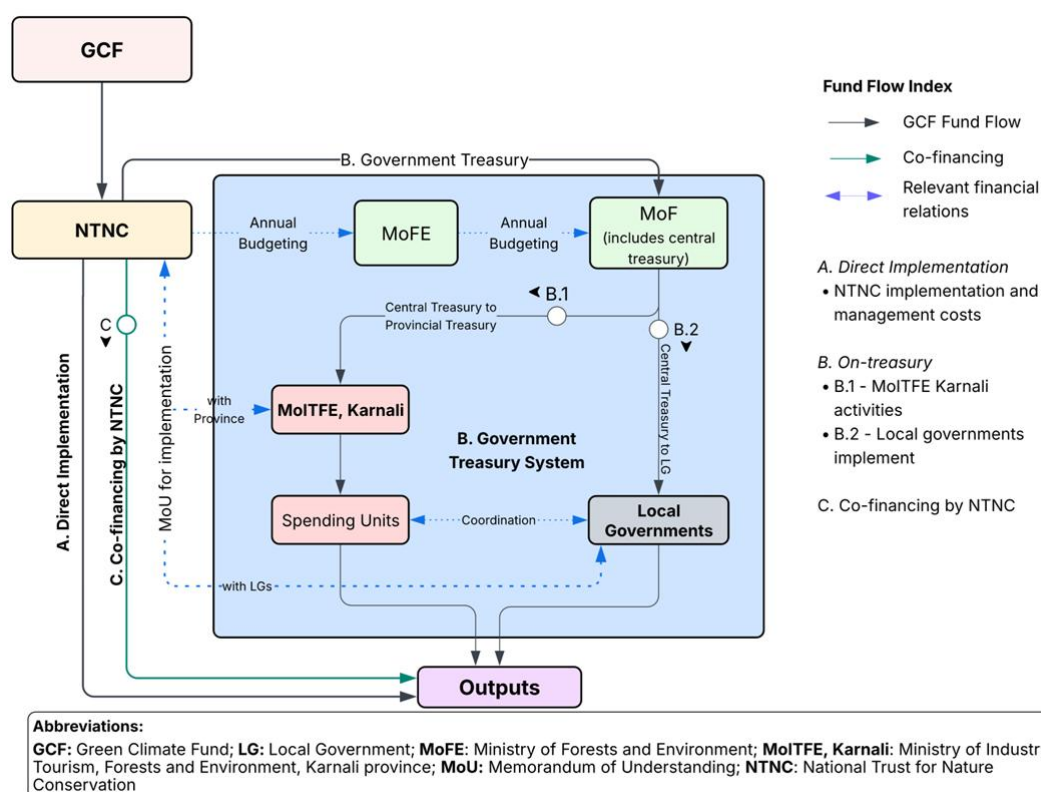 GCF
Fund Flow Index
GCF Fund Flow
Co-financing
Relevant financial
relations
B. Government Treasury
NTNC
Annual
Budgeting
MoFE
Annual
Budgeting
MoF
(includes central
treasury)
A. Direct Implementation
• NTNC implementation and
management costs
B. On-treasury
• B.1 - MoITFE Karnali
activities
• B.2 - Local governments
implement
C. Co-financing by NTNC
B.1
Central Treasury to
Provincial Treasury
B.2
C
Central Treasury to LG
A. Direct Implementation
C. Co-financing by NTNC
MoU for implementation
with
Province
MoITFE, Karnali
B. Government
Treasury System
Spending Units
Coordination
Local
Governments
with LGs
Outputs
Abbreviations:
GCF: Green Climate Fund; LG: Local Government; MoFE: Ministry of Forests and Environment; MoITFE, Karnali: Ministry of Industr
Tourism, Forests and Environment, Karnali province; MoU: Memorandum of Understanding; NTNC: National Trust for Nature
Conservation